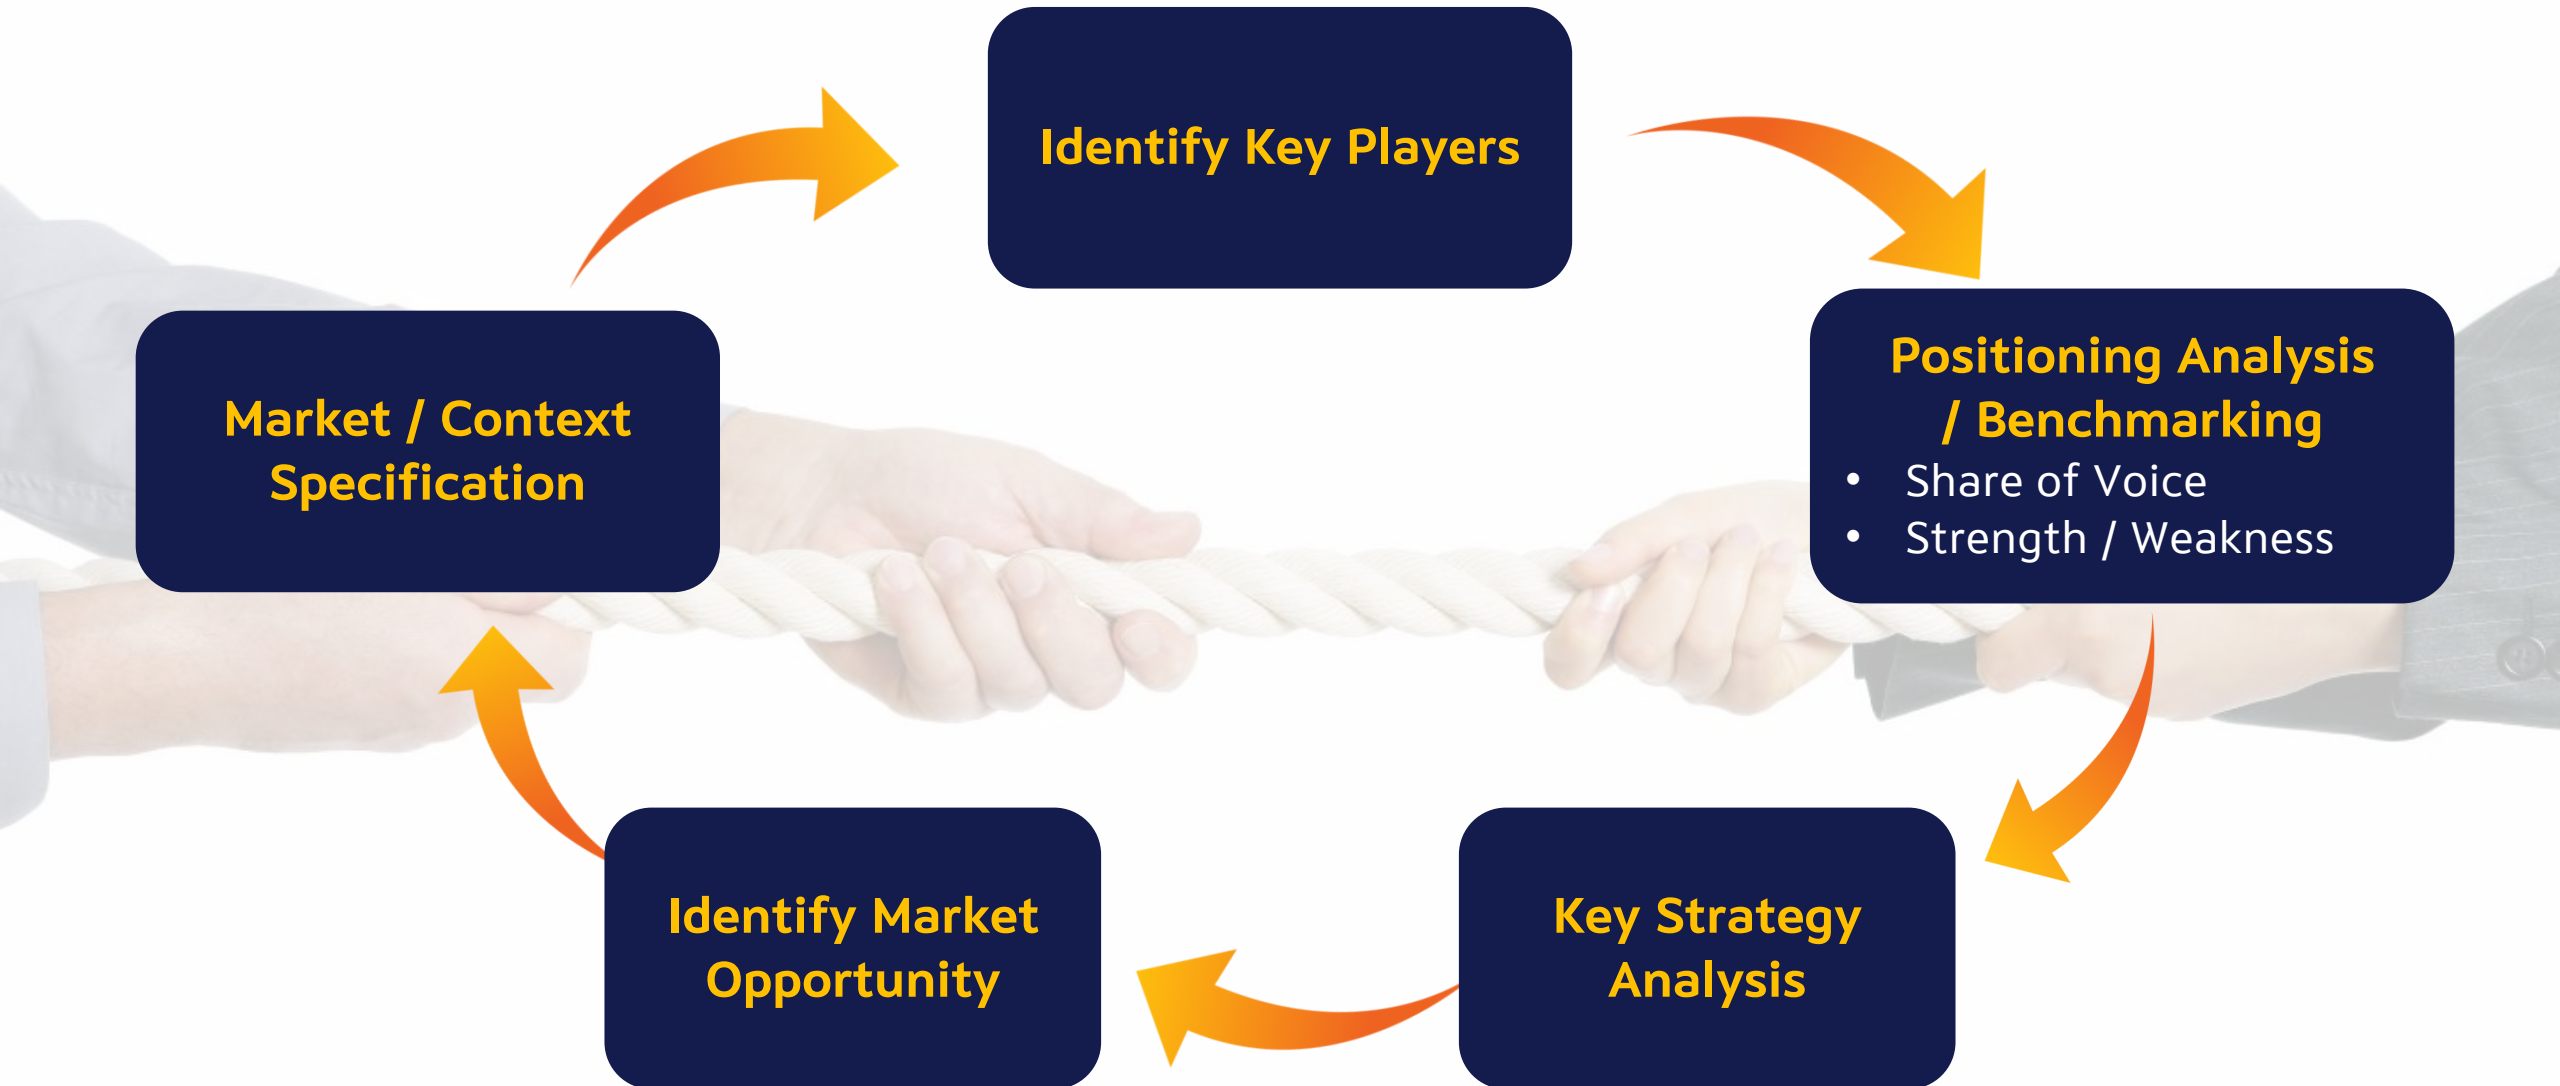 Identify Key Players
Market / Context
Specification
Positioning Analysis
/ Benchmarking
• Share of Voice
• Strength / Weakness
Identify Market
Opportunity
Key Strategy
Analysis